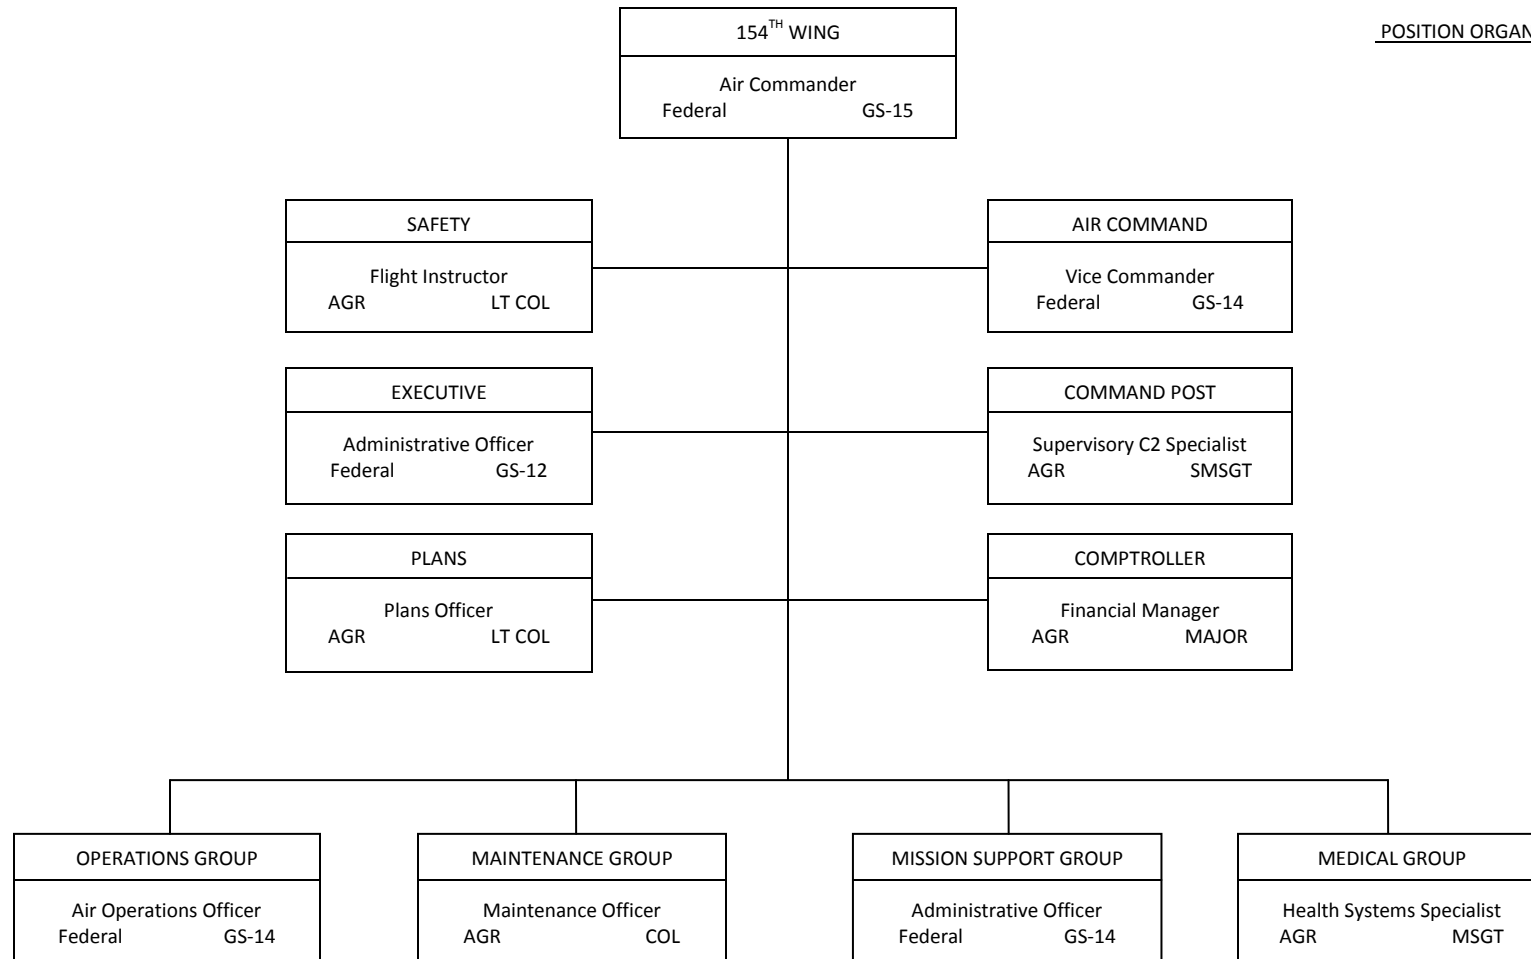 154TH WING
POSITION ORGAN
Air Commander
Federal GS-15
SAFETY
Flight Instructor
AGR LT COL
AIR COMMAND
Vice Commander
Federal GS-14
EXECUTIVE
Administrative Officer
Federal GS-12
COMMAND POST
Supervisory C2 Specialist
AGR SMSGT
PLANS
Plans Officer
AGR LT COL
COMPTROLLER
Financial Manager
AGR MAJOR
OPERATIONS GROUP
Air Operations Officer
Federal GS-14
MAINTENANCE GROUP
Maintenance Officer
AGR COL
MISSION SUPPORT GROUP
Administrative Officer
Federal GS-14
MEDICAL GROUP
Health Systems Specialist
AGR MSGT